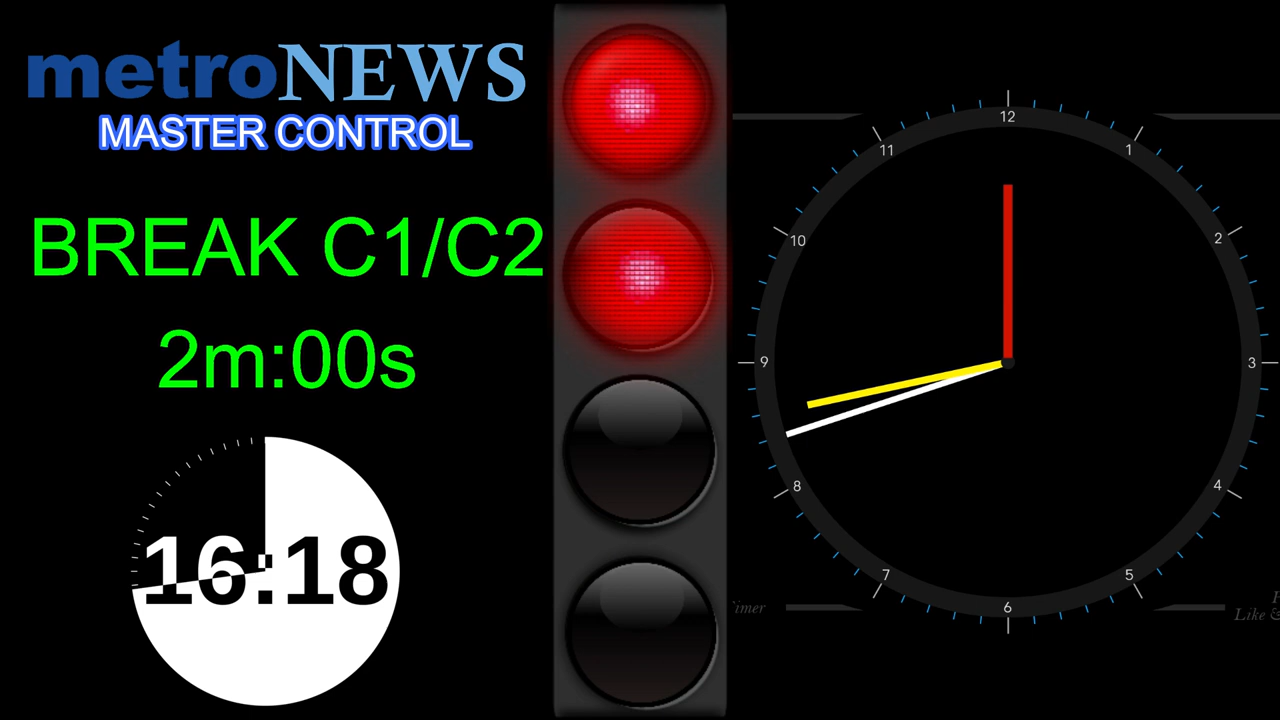 metroNEWS
MASTER CONTROL
BREAK C1/C2
2m:00s
16:18
12
11
1
10
2
9
3
8
4
7
5
6
imer
Like &